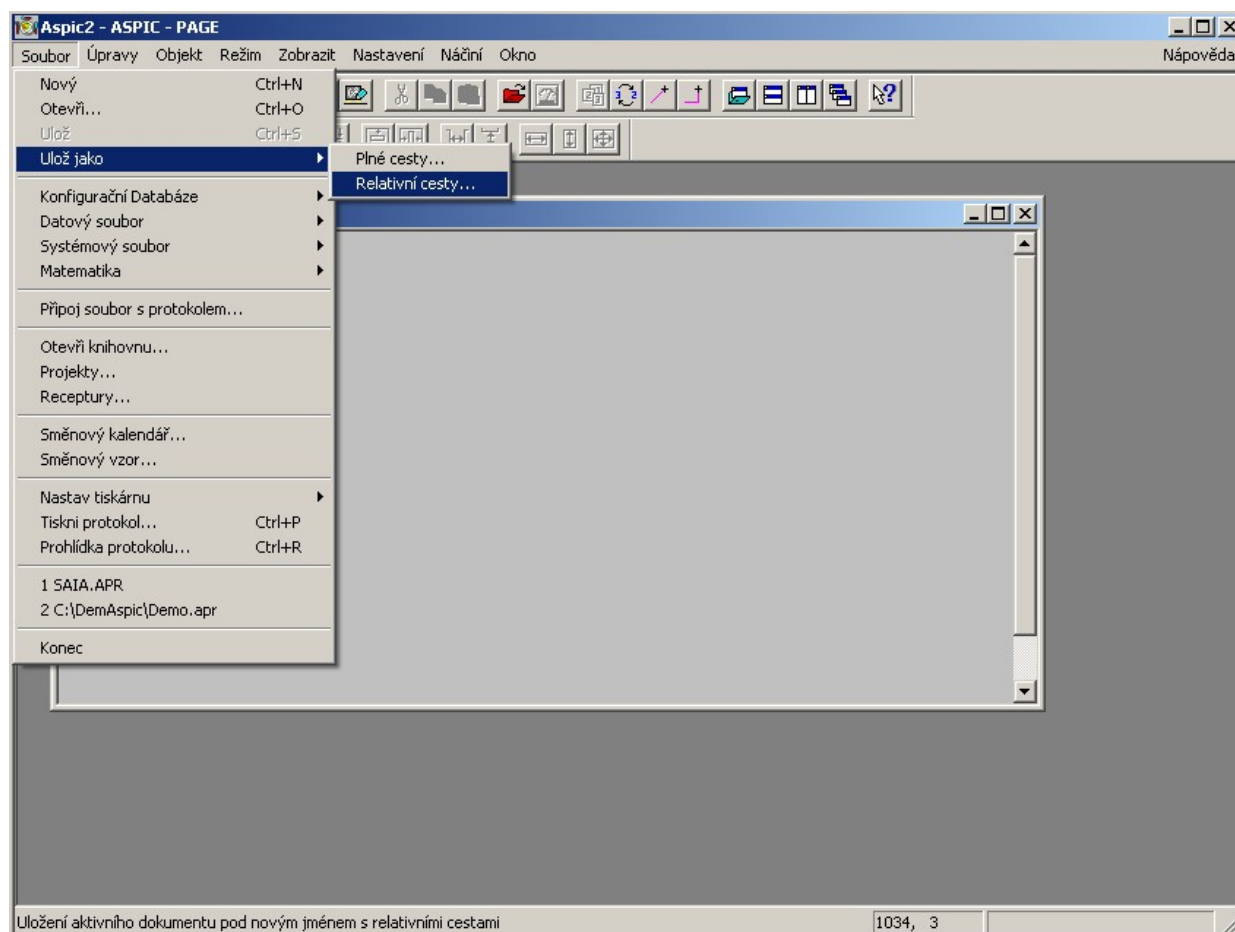 Aspic2 - ASPIC - PAGE
Soubor Úpravy Objekt Režim Zobrazit Nastavení Náčiní Okno Nápověda
Nový Ctrl+N
Otevři... Ctrl+O
Ulož Ctrl+S
Ulož jako
Plné cesty...
Relativní cesty...
Konfigurační Databáze
Datový soubor
Systémový soubor
Matematika
Připoj soubor s protokolem...
Otevři knihovnu...
Projekty...
Receptury...
Směnový kalendář...
Směnový vzor...
Nastav tiskárnu
Tiskni protokol... Ctrl+P
Prohlídka protokolu... Ctrl+R
1 SAIA.APR
2 C:\DemAspic\Demo.apr
Konec
Uložení aktivního dokumentu pod novým jménem s relativními cestami 1034, 3